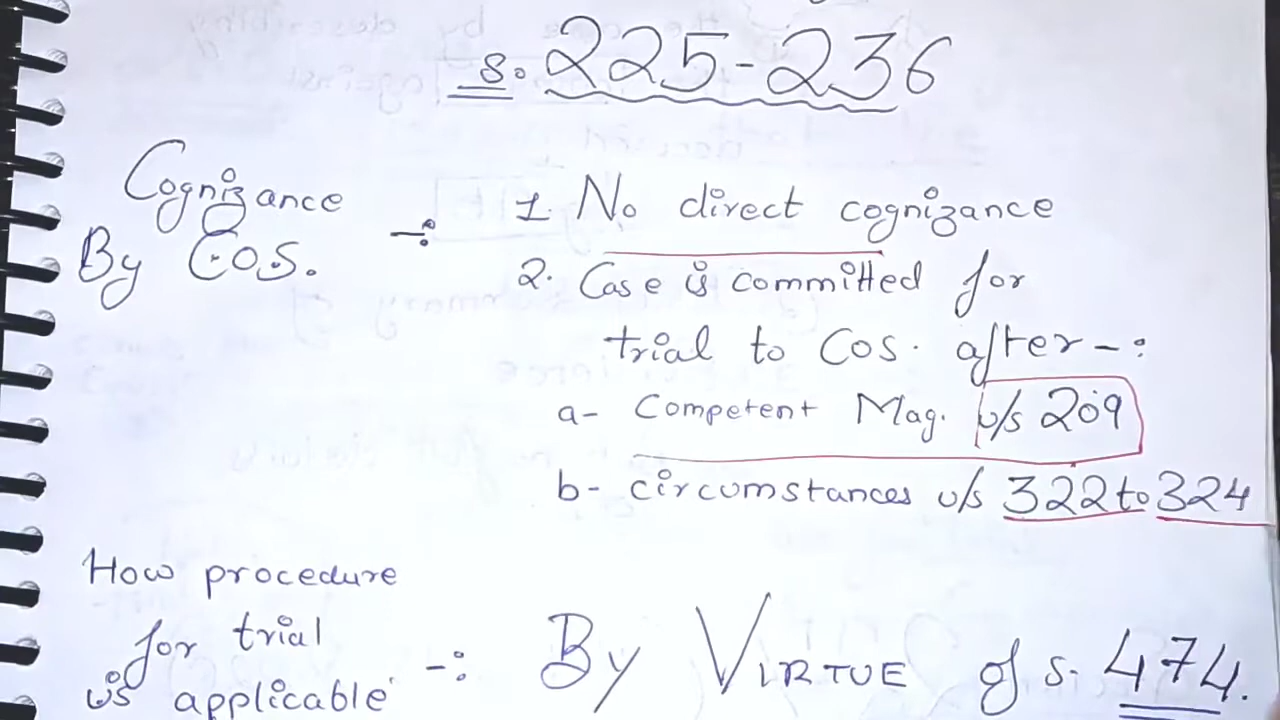 s. 225-236
Cognizance
By C.O.S. -:
1. No direct cognizance
2. Case is committed for
trial to COS. after -:
a- Competent Mag. u/s 209
b- circumstances u/s 322 to 324
How procedure
for trial
is applicable -: By VIRTUE of s. 474.